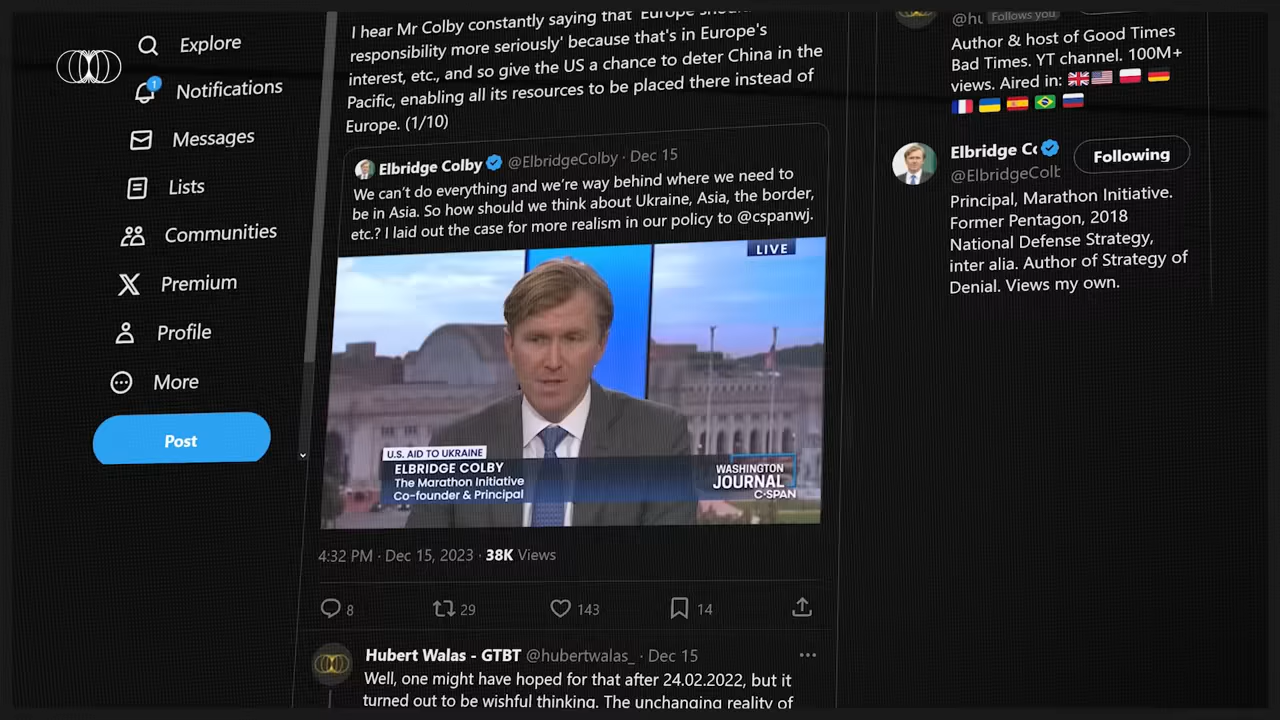 Explore
1
Notifications
Messages
Lists
Communities
Premium
Profile
More
Post
I hear Mr Colby constantly saying that 'Europe should
responsibility more seriously' because that's in Europe's
interest, etc., and so give the US a chance to deter China in the
Pacific, enabling all its resources to be placed there instead of
Europe. (1/10)
Elbridge Colby @ElbridgeColby · Dec 15
We can't do everything and we're way behind where we need to
be in Asia. So how should we think about Ukraine, Asia, the border,
etc.? I laid out the case for more realism in our policy to @cspanwj.
LIVE
U.S. AID TO UKRAINE
ELBRIDGE COLBY
The Marathon Initiative
Co-founder & Principal
WASHINGTON
JOURNAL
C-SPAN
4:32 PM · Dec 15, 2023 · 38K Views
8
29
143
14
Hubert Walas - GTBT @hubertwalas_ · Dec 15
Well, one might have hoped for that after 24.02.2022, but it
turned out to be wishful thinking. The unchanging reality of
@hu Follows you
Author & host of Good Times
Bad Times. YT channel. 100M+
views. Aired in:
Elbridge Co
Following
@ElbridgeColb
Principal, Marathon Initiative.
Former Pentagon, 2018
National Defense Strategy,
inter alia. Author of Strategy of
Denial. Views my own.